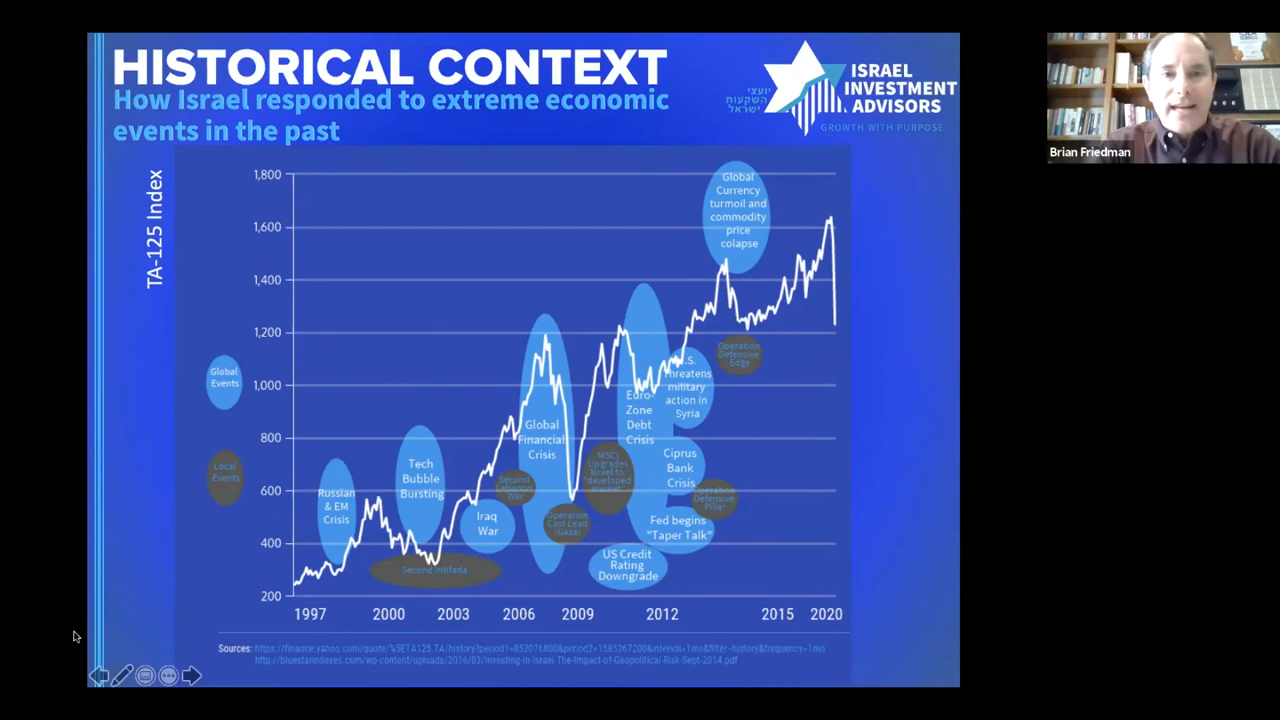 HISTORICAL CONTEXT
How Israel responded to extreme economic
events in the past
יועצי
השקעות
ישראל
ISRAEL
INVESTMENT
ADVISORS
GROWTH WITH PURPOSE
Brian Friedman
TA-125 Index
1,800
1,600
1,400
1,200
1,000
800
600
400
200
1997
2000
2003
2006
2009
2012
2015
2020
Global
Events
Local
Events
Russian
& EM
Crisis
Tech
Bubble
Bursting
Second Intifada
Iraq
War
Second
Lebanon
War
Global
Financial
Crisis
Operation
Cast Lead
(Gaza)
MSCI
Upgrades
Israel to
"developed
market"
US Credit
Rating
Downgrade
Euro-
Zone
Debt
Crisis
U.S.
Threatens
military
action in
Syria
Ciprus
Bank
Crisis
Operation
Defensive
Pillar
Fed begins
"Taper Talk"
Global
Currency
turmoil and
commodity
price
colapse
Operation
Defensive
Edge
Sources: https://finance.yahoo.com/quote/%5ETA125.TA/history?period1=852076800&period2=1585267200&interval=1mo&filter=history&frequency=1mo
http://bluestarindexes.com/wp-content/uploads/2016/03/Investing-in-Israel-The-Impact-of-Geopolitical-Risk-Sept-2014.pdf